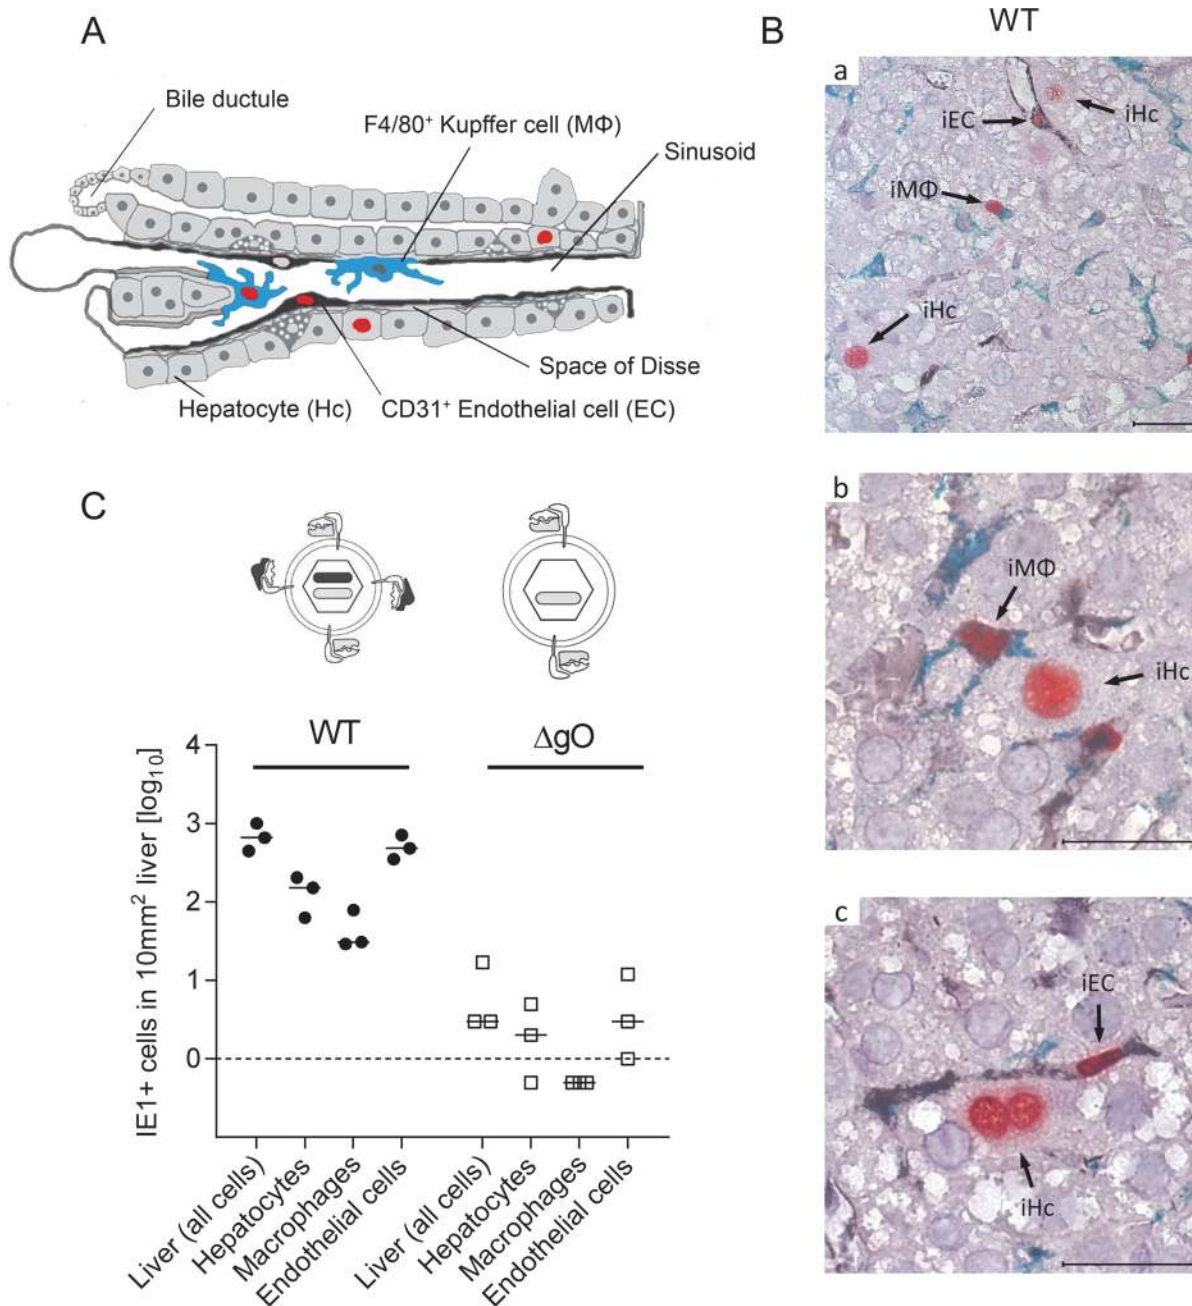 A
Bile ductule
F4/80⁺ Kupffer cell (MΦ)
Sinusoid
Space of Disse
Hepatocyte (Hc)
CD31⁺ Endothelial cell (EC)
B
WT
a
iEC
iHc
iMΦ
iHc
b
iMΦ
iHc
c
iEC
iHc
C
WT
ΔgO
IE1+ cells in 10mm² liver [log₁₀]
4
3
2
1
0
Liver (all cells)
Hepatocytes
Macrophages
Endothelial cells
Liver (all cells)
Hepatocytes
Macrophages
Endothelial cells